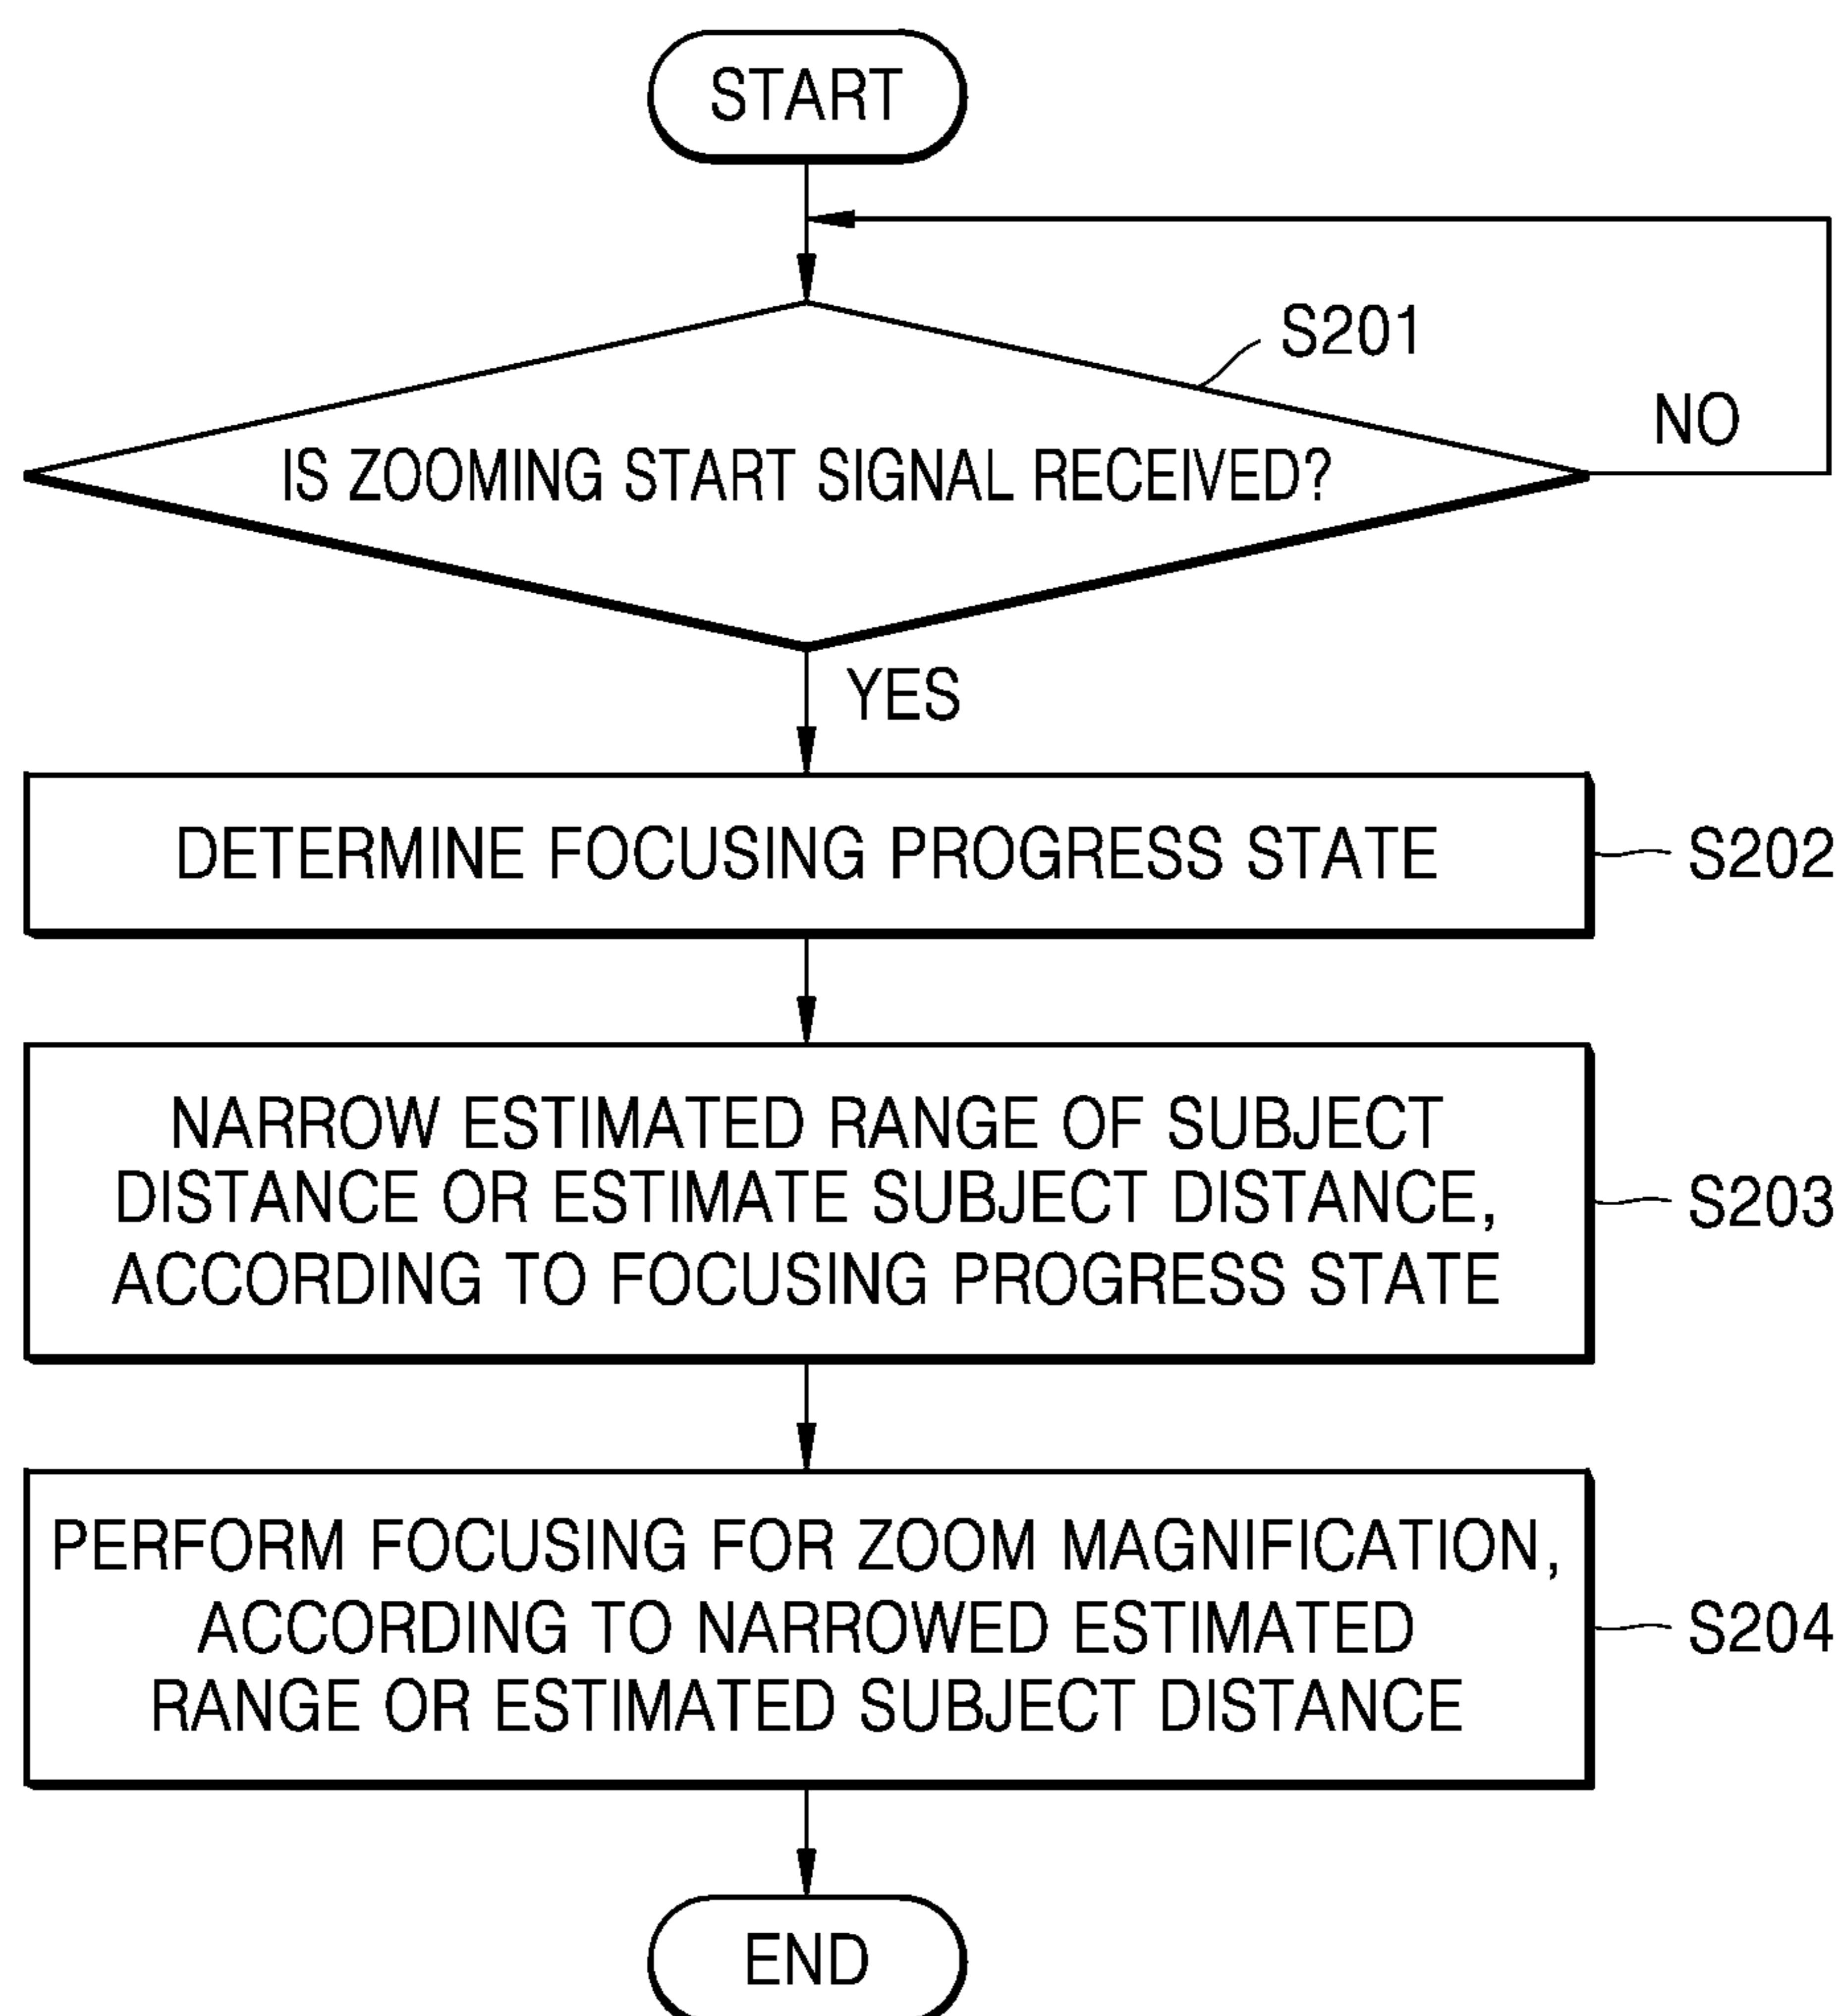 START
S201
NO
IS ZOOMING START SIGNAL RECEIVED?
YES
DETERMINE FOCUSING PROGRESS STATE
S202
NARROW ESTIMATED RANGE OF SUBJECT
DISTANCE OR ESTIMATE SUBJECT DISTANCE,
ACCORDING TO FOCUSING PROGRESS STATE
S203
PERFORM FOCUSING FOR ZOOM MAGNIFICATION,
ACCORDING TO NARROWED ESTIMATED
RANGE OR ESTIMATED SUBJECT DISTANCE
S204
END